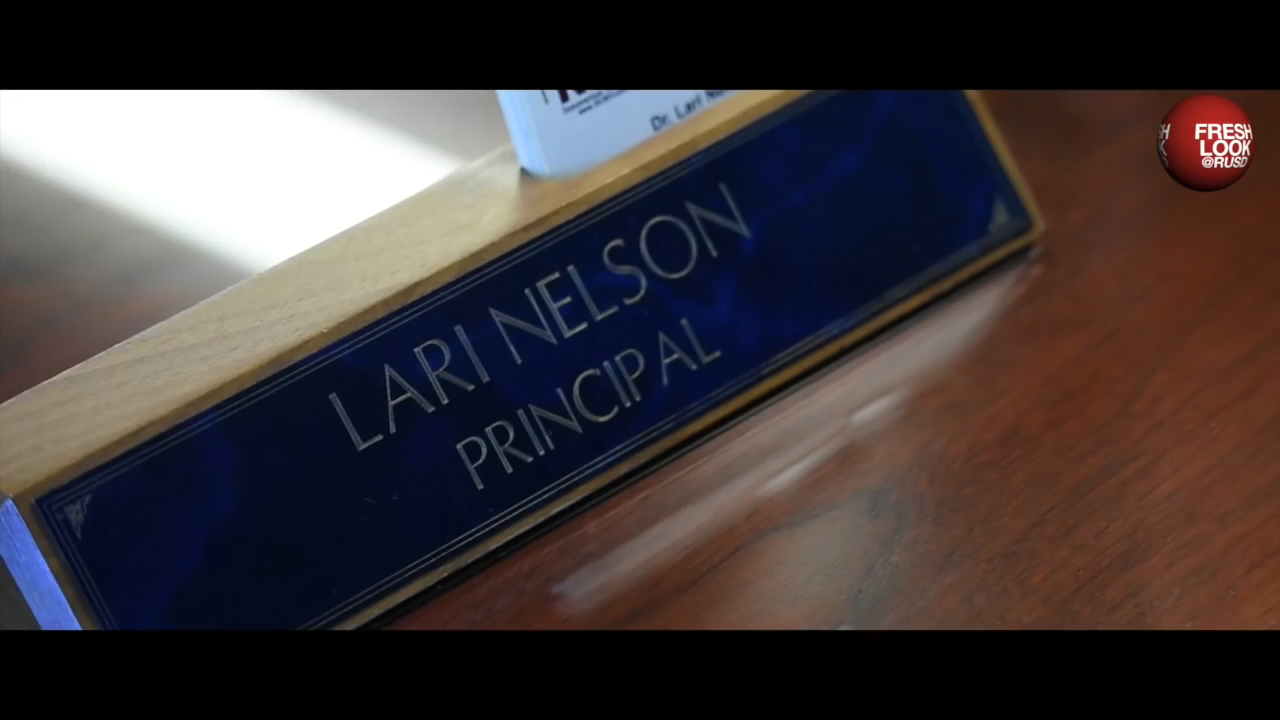 Dr. Lari
LARI NELSON
PRINCIPAL
FRESH
LOOK
@RUSD